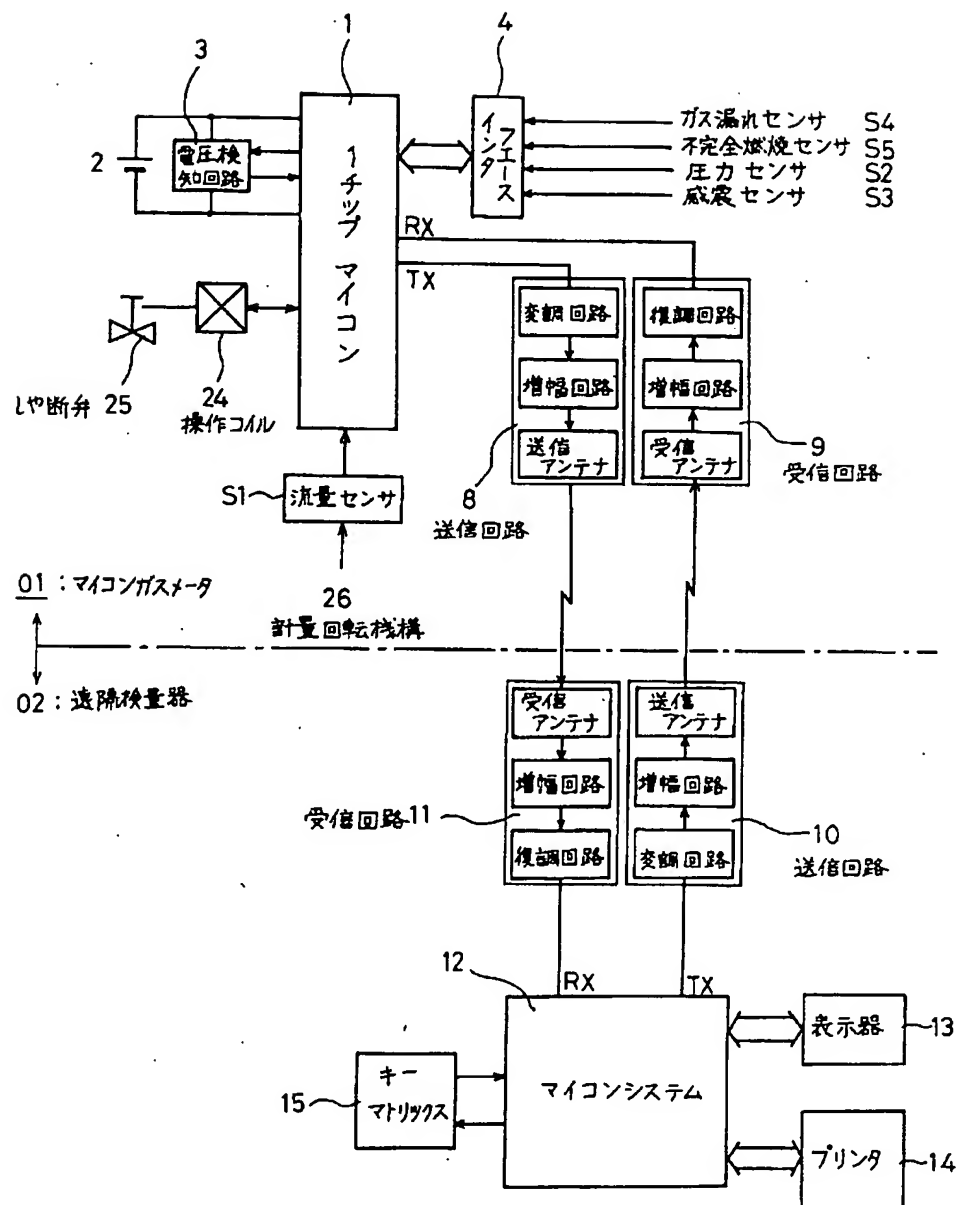 1
4
3
2
電圧検
知回路
1チップ マイコン
インタ
フエース
ガス漏れセンサ S4
不完全燃焼センサ S5
圧力センサ S2
感震センサ S3
RX
TX
しや断弁 25
24
操作コイル
変調回路
増幅回路
送信
アンテナ
8
送信回路
復調回路
増幅回路
受信
アンテナ
9
受信回路
S1
流量センサ
26
計量回転機構
01:マイコンガスメータ
02:遠隔検量器
受信
アンテナ
増幅回路
復調回路
受信回路11
送信
アンテナ
増幅回路
変調回路
10
送信回路
12
RX
TX
マイコンシステム
表示器
13
キー
マトリックス
15
プリンタ
14